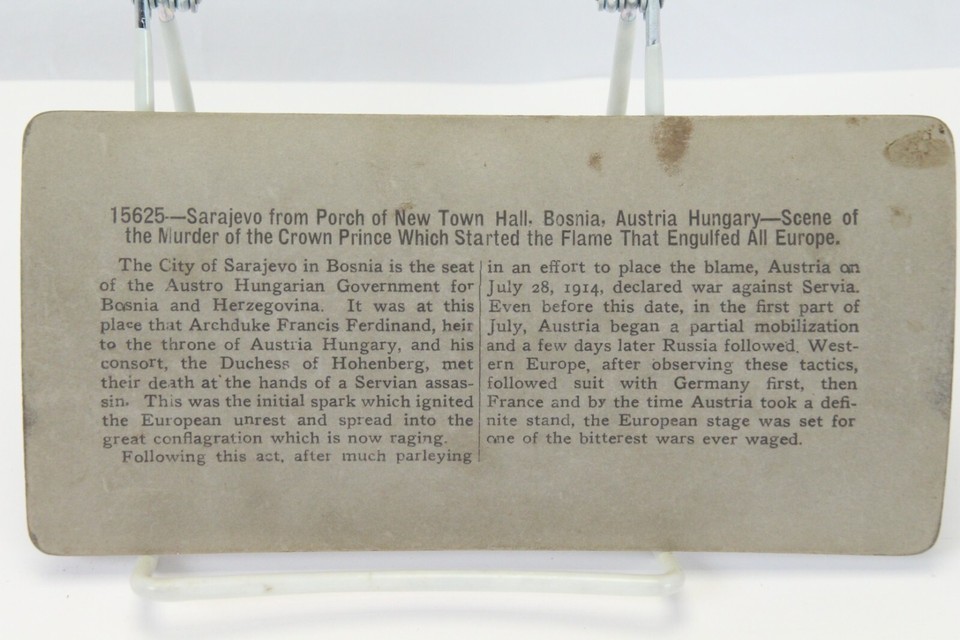 15625—Sarajevo from Porch of New Town Hall, Bosnia, Austria Hungary—Scene of
the Murder of the Crown Prince Which Started the Flame That Engulfed All Europe.
The City of Sarajevo in Bosnia is the seat
of the Austro Hungarian Government for
Bosnia and Herzegovina. It was at this
place that Archduke Francis Ferdinand, heir
to the throne of Austria Hungary, and his
consort, the Duchess of Hohenberg, met
their death at the hands of a Servian assas-
sin. This was the initial spark which ignited
the European unrest and spread into the
great conflagration which is now raging.
Following this act, after much parleying
in an effort to place the blame, Austria on
July 28, 1914, declared war against Servia.
Even before this date, in the first part of
July, Austria began a partial mobilization
and a few days later Russia followed. West-
ern Europe, after observing these tactics,
followed suit with Germany first, then
France and by the time Austria took a defi-
nite stand, the European stage was set for
one of the bitterest wars ever waged.